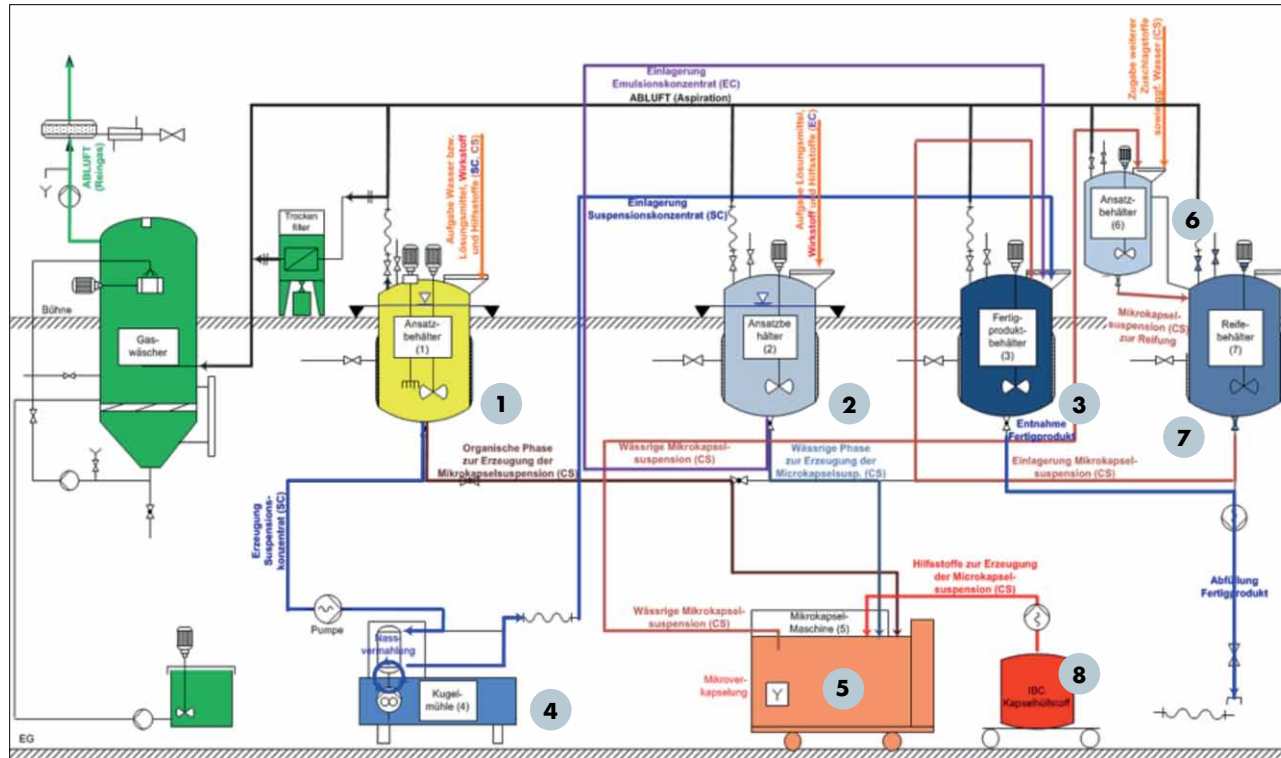 Einlagerung
Emulsionskonzentrat (EC)
ABLUFT (Aspiration)
Zugabe weiterer
Zuschlagstoffe
sowie ggf. Wasser (CS)
ABLUFT
(Reingas)
Aufgabe Wasser bzw.
Lösungsmittel, Wirkstoff
und Hilfsstoffe (SC, CS)
Aufgabe Lösungsmittel,
Wirkstoff und Hilfsstoffe (EC)
Einlagerung
Suspensionskonzentrat (SC)
Trocken
filter
Ansatz-
behälter
(6)
6
Bühne
Gas-
wäscher
Ansatz-
behälter
(1)
1
Ansatzbe
hälter
(2)
2
Fertig-
produkt-
behälter
(3)
3
Mikrokapsel-
suspension (CS)
zur Reifung
Reife-
behälter
(7)
7
Entnahme
Fertigprodukt
Organische Phase
zur Erzeugung der
Mikrokapselsuspension (CS)
Wässrige Mikrokapsel-
suspension (CS)
Wässrige Phase
zur Erzeugung der
Microkapselsusp. (CS)
Einlagerung Mikrokapsel-
suspension (CS)
Erzeugung
Suspensions-
konzentrat (SC)
Pumpe
Nass-
vermahlung
Kugel-
mühle (4)
4
Wässrige Mikrokapsel-
suspension (CS)
Hilfsstoffe zur Erzeugung
der Microkapsel-
suspension (CS)
Mikrokapsel-
Maschine (5)
Mikrover-
kapselung
Y
5
IBC
Kapselhüllstoff
8
Abfüllung
Fertigprodukt
EG